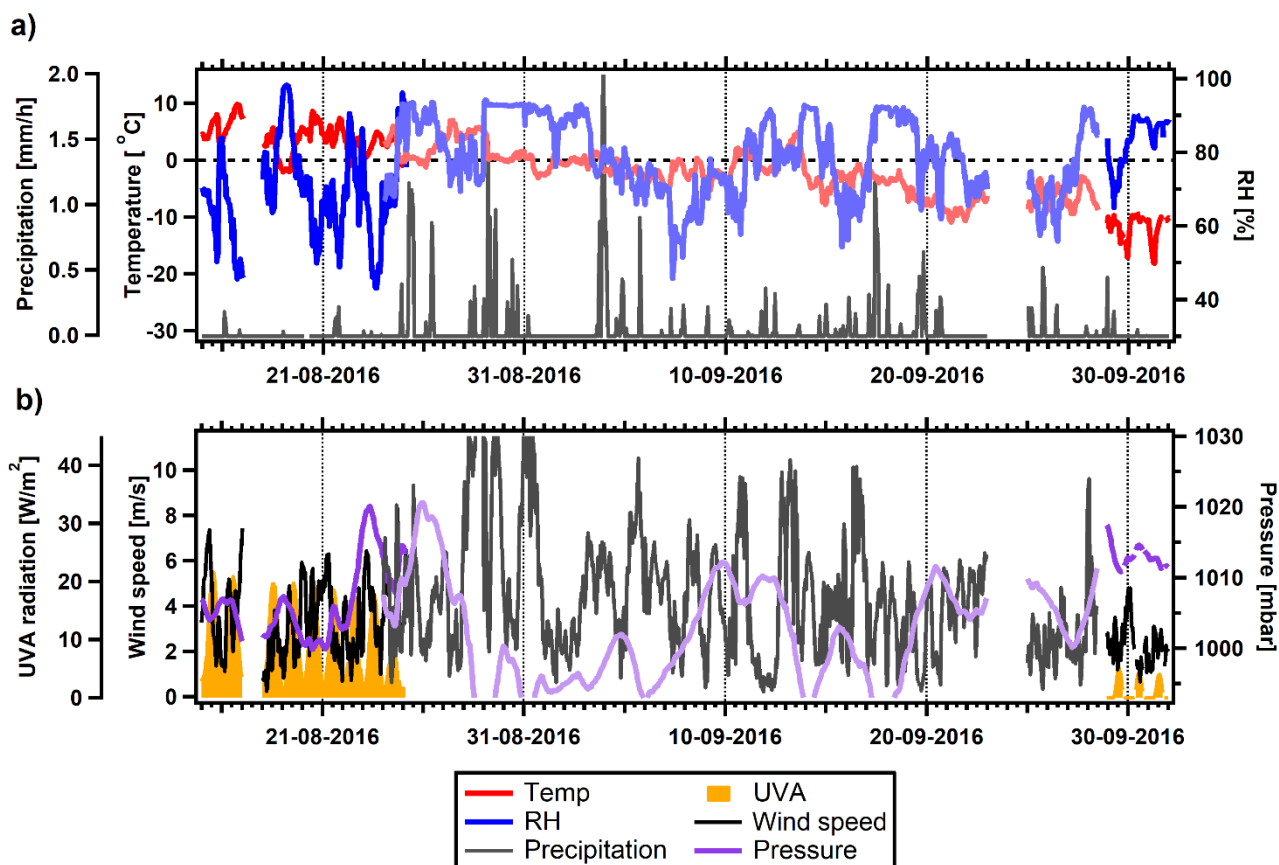 a)
Precipitation [mm/h]
2.0
1.5
1.0
0.5
0.0
Temperature [ °C]
10
0
-10
-20
-30
RH [%]
100
80
60
40
21-08-2016 31-08-2016 10-09-2016 20-09-2016 30-09-2016
b)
UVA radiation [W/m²]
40
30
20
10
0
Wind speed [m/s]
10
8
6
4
2
0
Pressure [mbar]
1030
1020
1010
1000
21-08-2016 31-08-2016 10-09-2016 20-09-2016 30-09-2016
Temp UVA
RH Wind speed
Precipitation Pressure